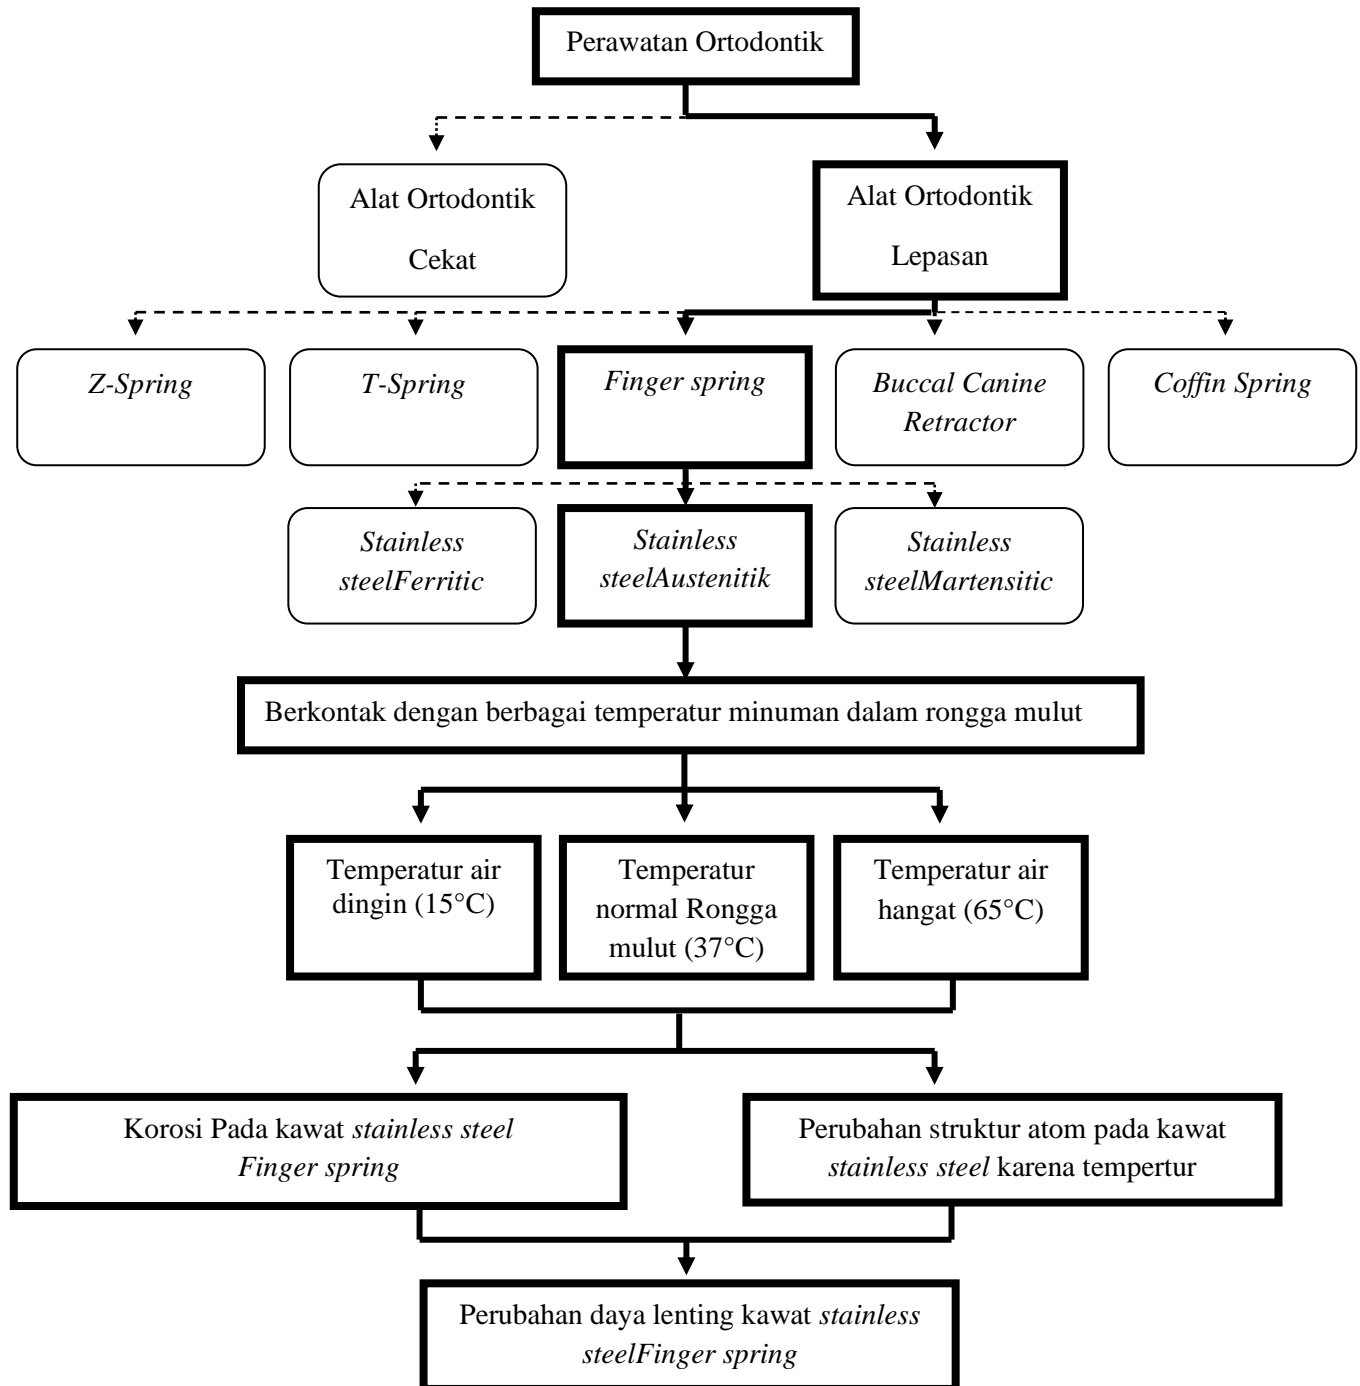 Perawatan Ortodontik
Alat Ortodontik
Cekat
Alat Ortodontik
Lepasan
Z-Spring
T-Spring
Finger spring
Buccal Canine
Retractor
Coffin Spring
Stainless
steelFerritic
Stainless
steelAustenitik
Stainless
steelMartensitic
Berkontak dengan berbagai temperatur minuman dalam rongga mulut
Temperatur air
dingin (15°C)
Temperatur
normal Rongga
mulut (37°C)
Temperatur air
hangat (65°C)
Korosi Pada kawat stainless steel
Finger spring
Perubahan struktur atom pada kawat
stainless steel karena tempertur
Perubahan daya lenting kawat stainless
steelFinger spring